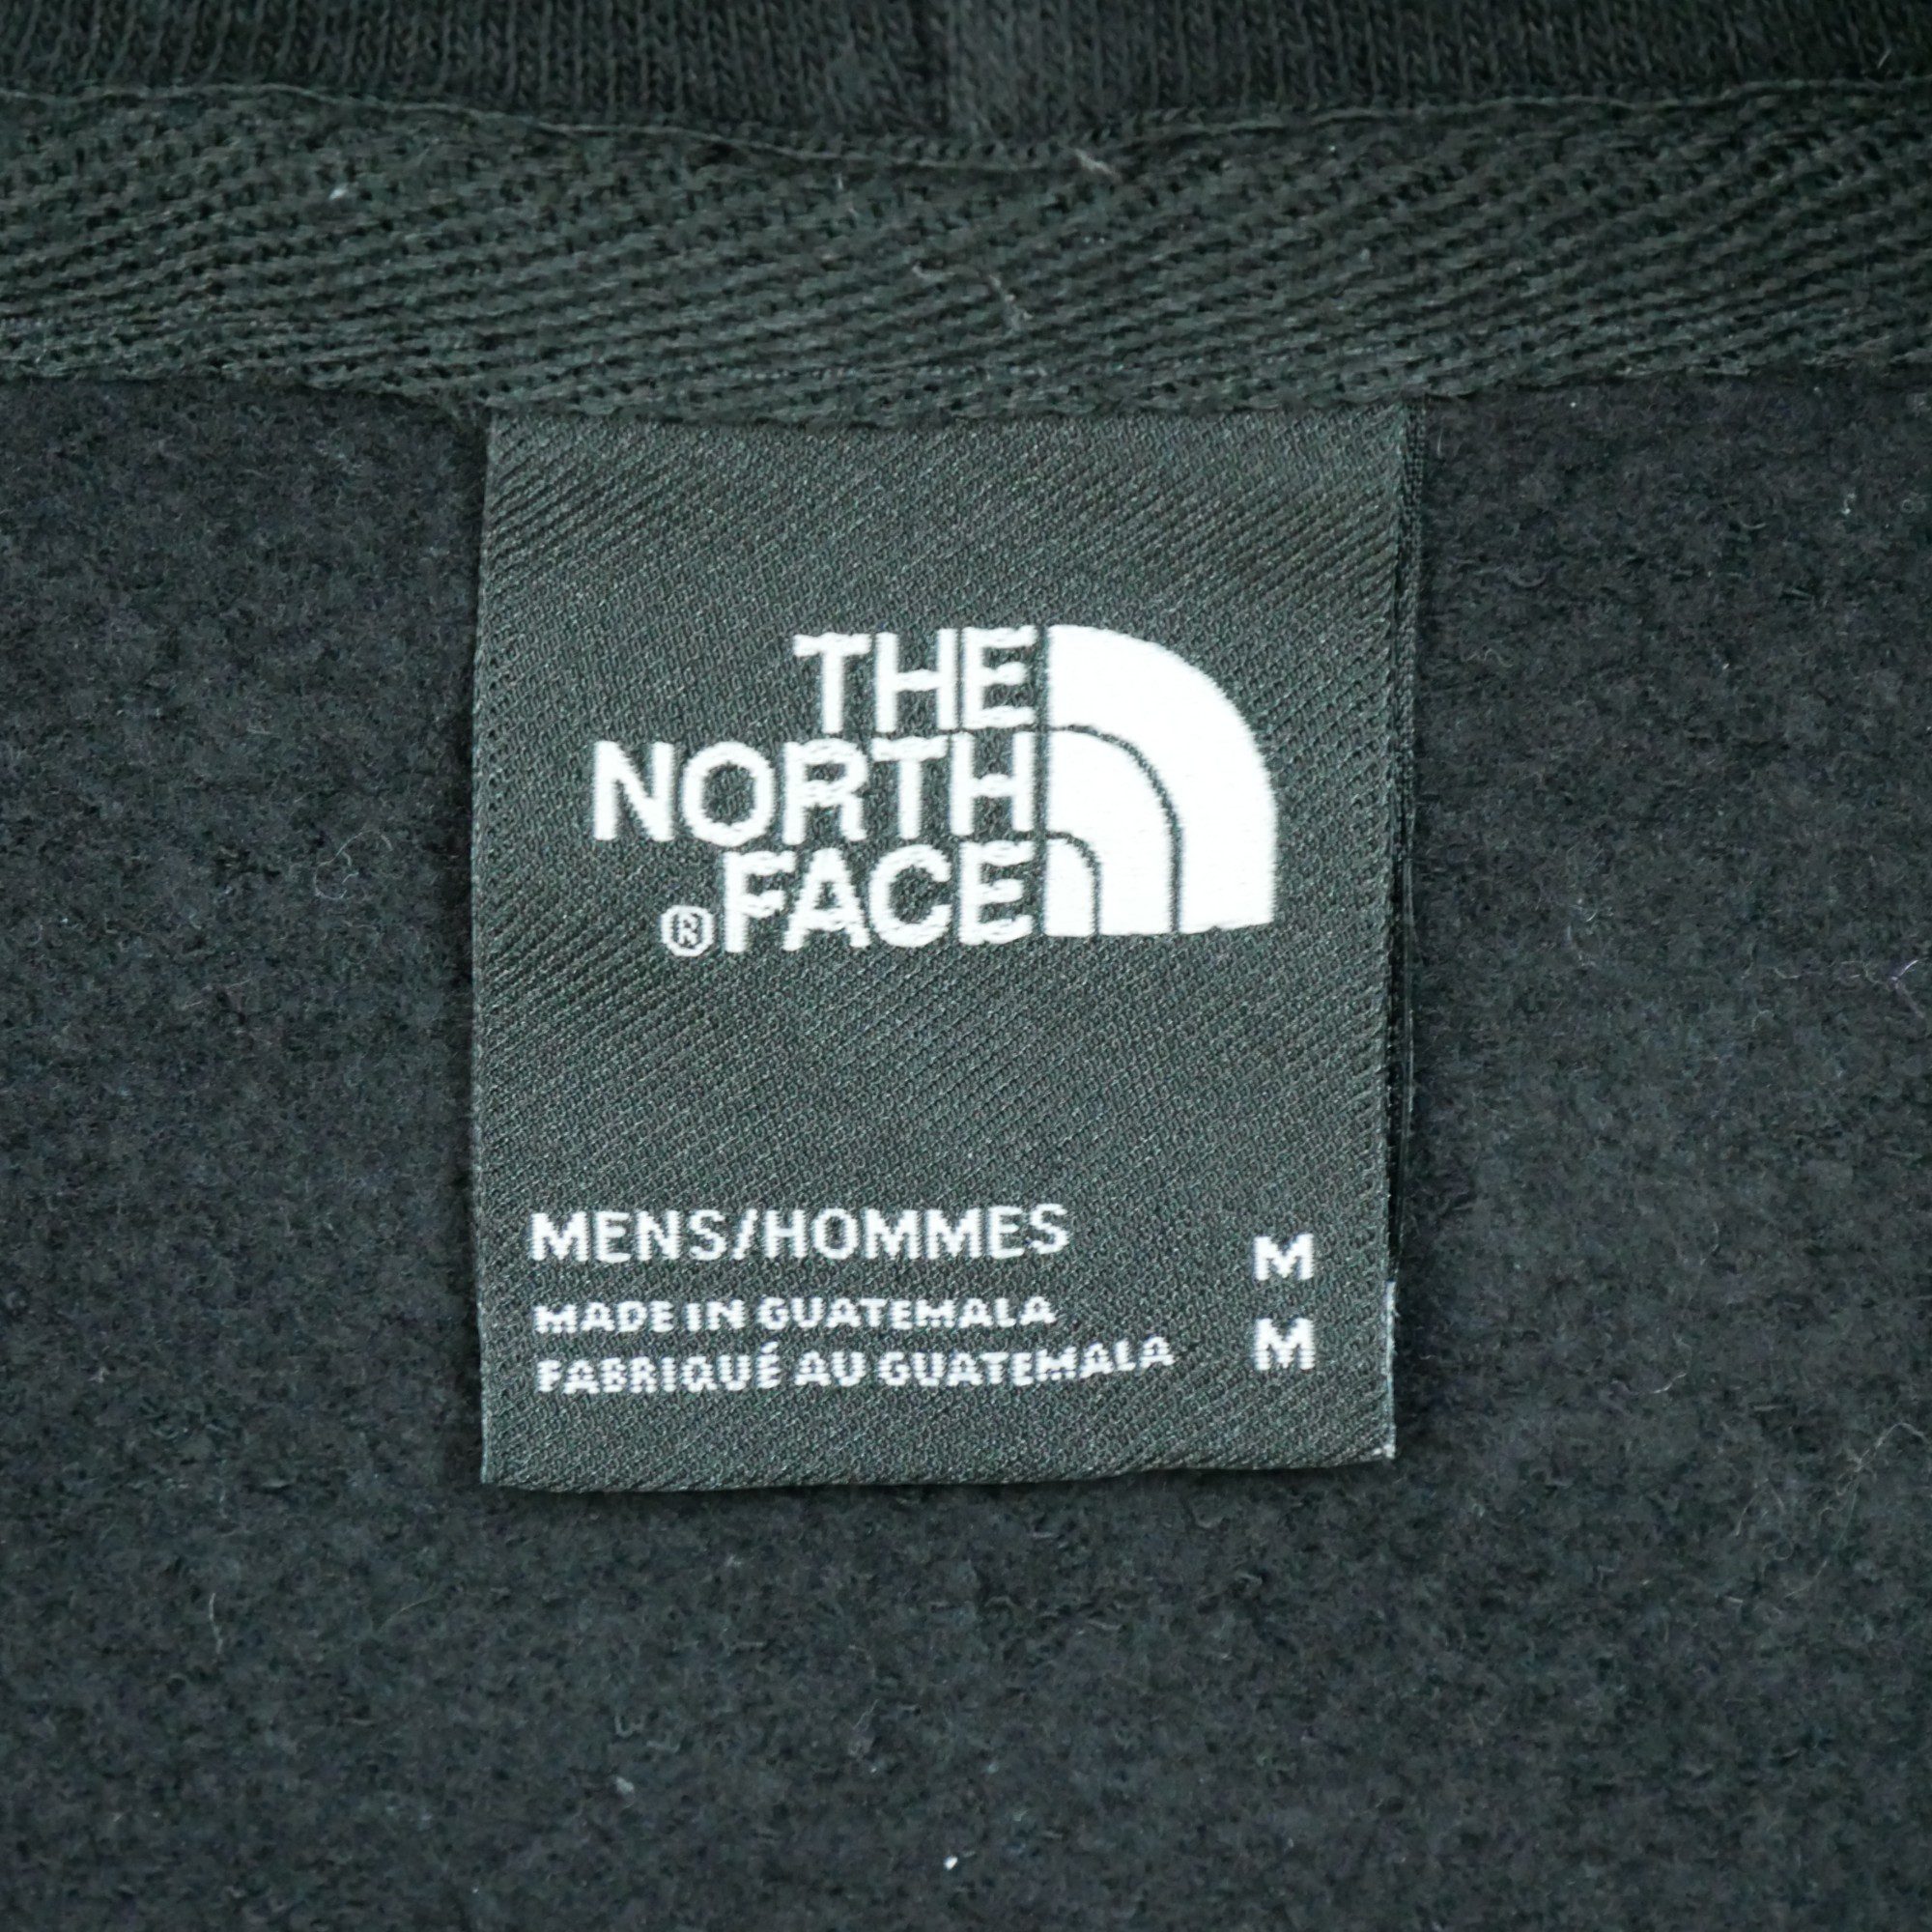 THE
NORTH
®FACE
MENS/HOMMES M
MADE IN GUATEMALA
FABRIQUÉ AU GUATEMALA M